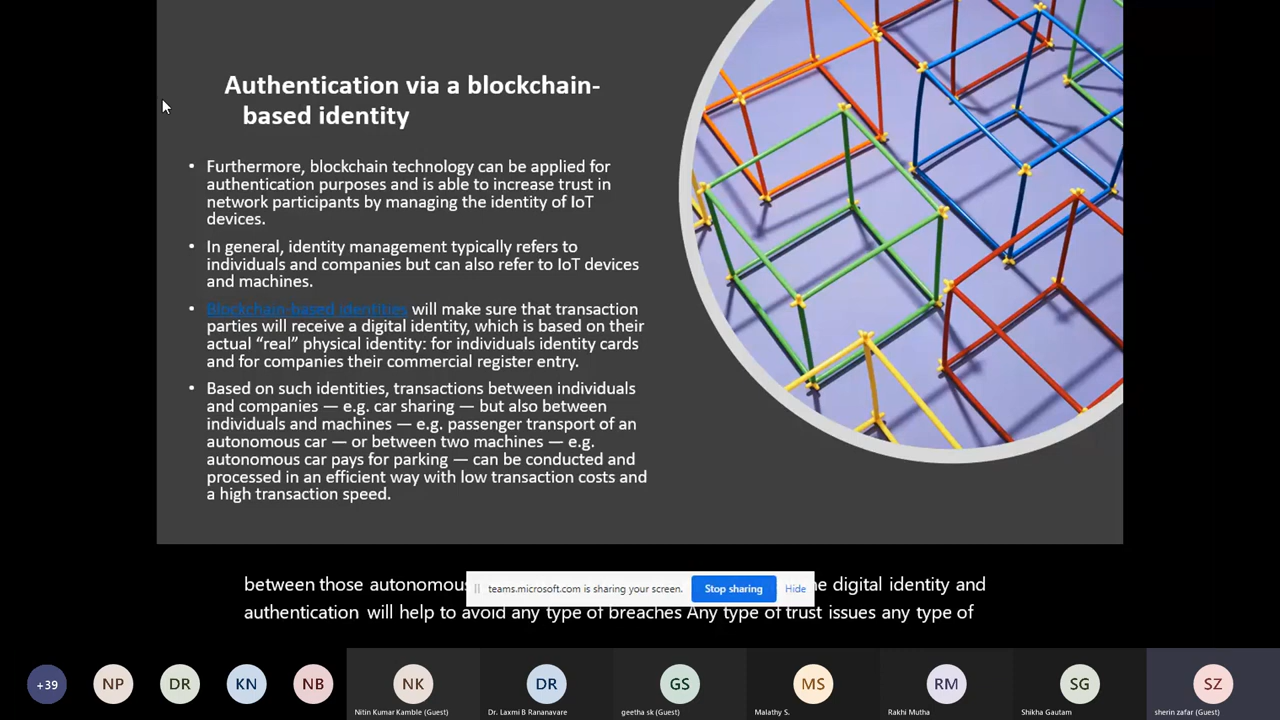 Authentication via a blockchain-
based identity
• Furthermore, blockchain technology can be applied for
authentication purposes and is able to increase trust in
network participants by managing the identity of IoT
devices.
• In general, identity management typically refers to
individuals and companies but can also refer to IoT devices
and machines.
• Blockchain-based identities will make sure that transaction
parties will receive a digital identity, which is based on their
actual “real” physical identity: for individuals identity cards
and for companies their commercial register entry.
• Based on such identities, transactions between individuals
and companies — e.g. car sharing — but also between
individuals and machines — e.g. passenger transport of an
autonomous car — or between two machines — e.g.
autonomous car pays for parking — can be conducted and
processed in an efficient way with low transaction costs and
a high transaction speed.
between those autonomous digital identity and
teams.microsoft.com is sharing your screen. Stop sharing Hide
authentication will help to avoid any type of breaches Any type of trust issues any type of
+39 NP DR KN NB NK DR GS MS RM SG SZ
Nitin Kumar Kamble (Guest) Dr. Laxmi B Rananavare geetha sk (Guest) Malathy S. Rakhi Mutha Shikha Gautam sherin zafar (Guest)